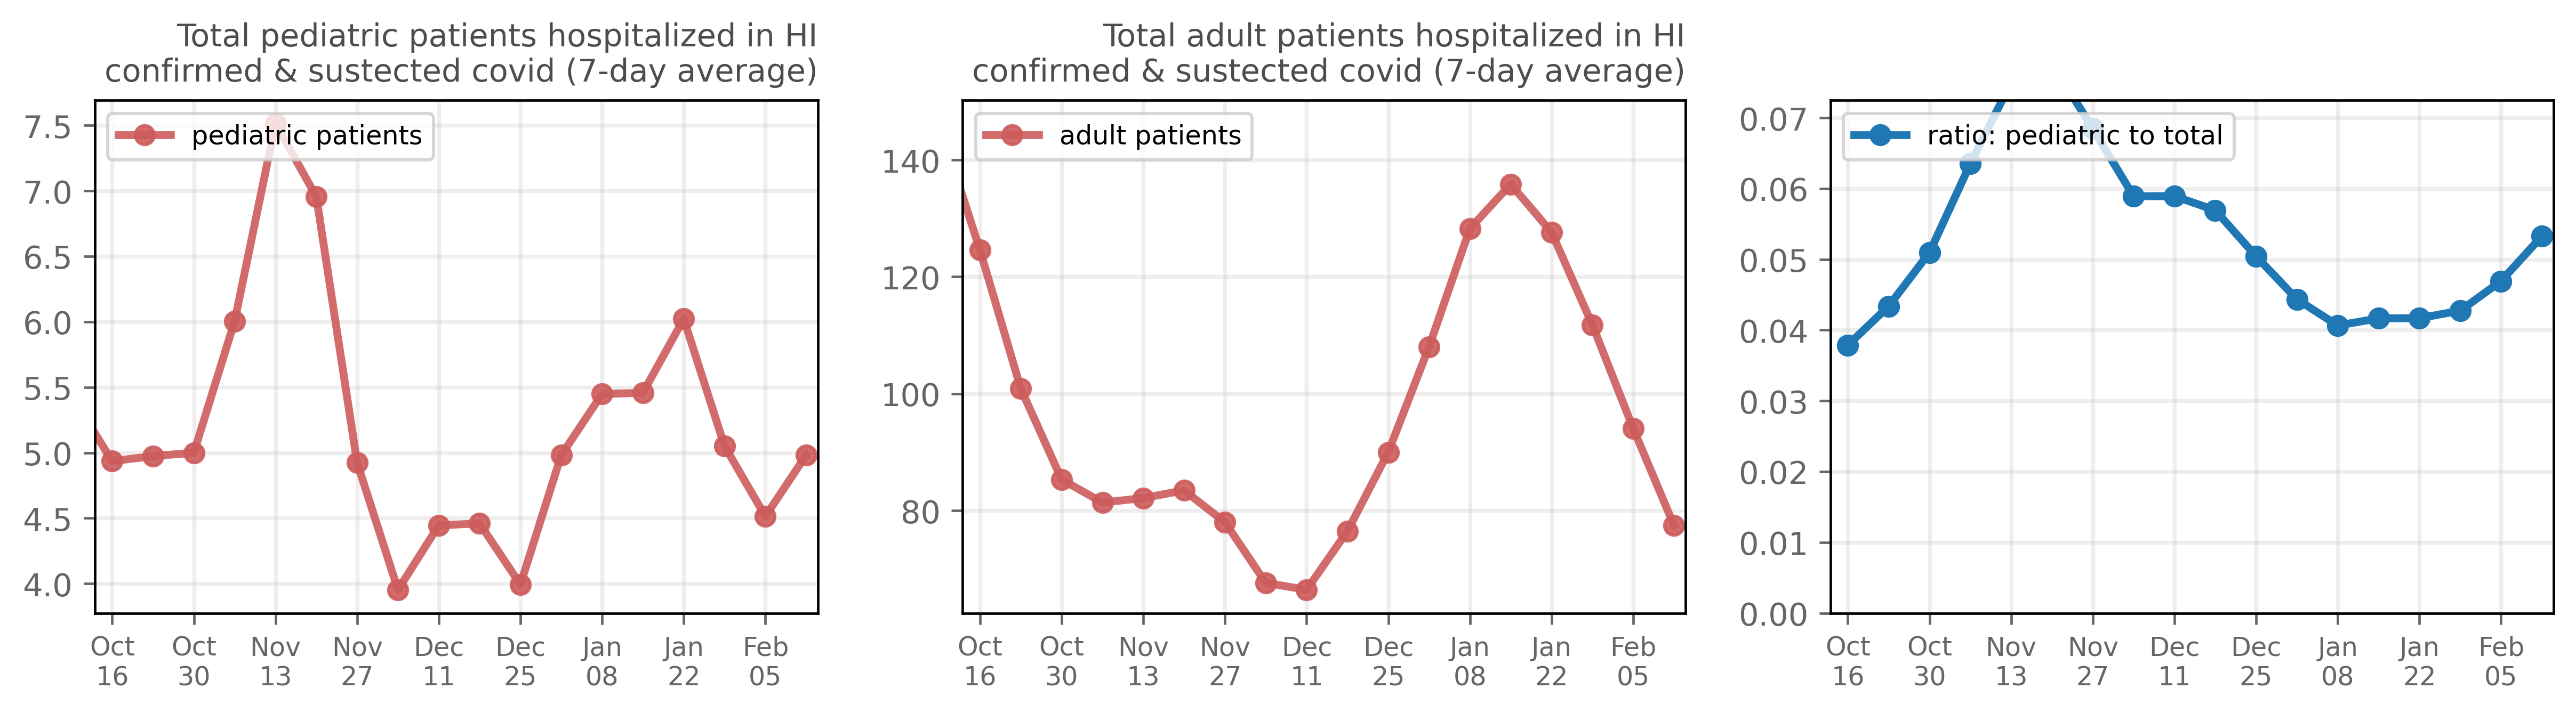 Total pediatric patients hospitalized in HI
confirmed & sustected covid (7-day average)
pediatric patients
7.5
7.0
6.5
6.0
5.5
5.0
4.5
4.0
Oct 16
Oct 30
Nov 13
Nov 27
Dec 11
Dec 25
Jan 08
Jan 22
Feb 05
Total adult patients hospitalized in HI
confirmed & sustected covid (7-day average)
adult patients
140
120
100
80
Oct 16
Oct 30
Nov 13
Nov 27
Dec 11
Dec 25
Jan 08
Jan 22
Feb 05
ratio: pediatric to total
0.07
0.06
0.05
0.04
0.03
0.02
0.01
0.00
Oct 16
Oct 30
Nov 13
Nov 27
Dec 11
Dec 25
Jan 08
Jan 22
Feb 05